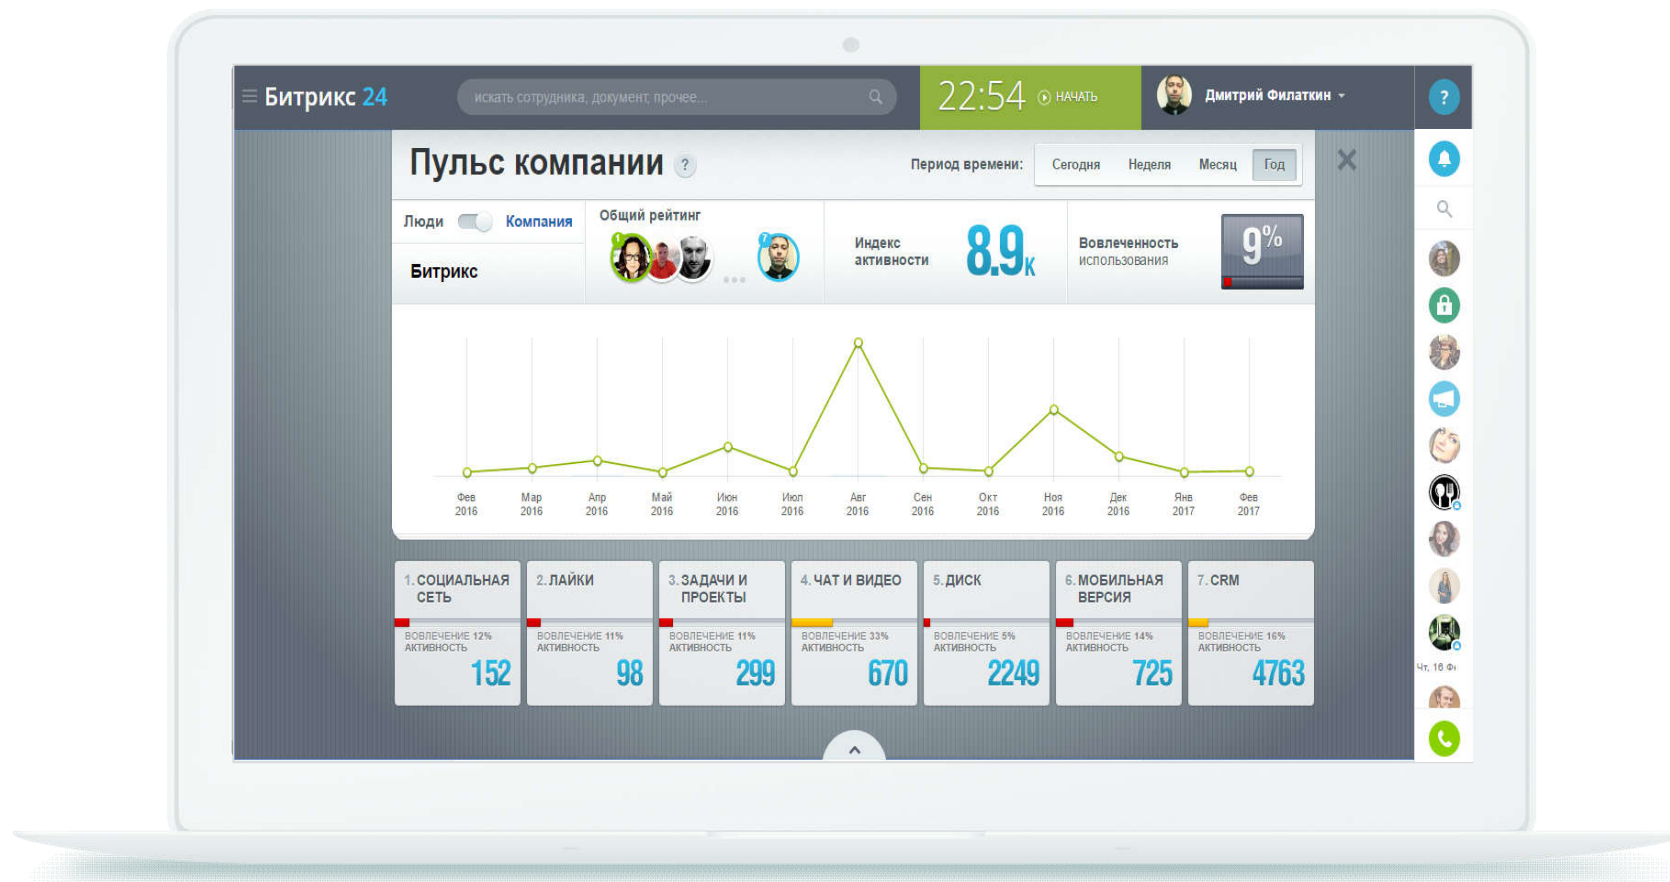 Битрикс 24
искать сотрудника, документ, прочее...
22:54 НАЧАТЬ
Дмитрий Филаткин
?
Пульс компании ?
Период времени: Сегодня Неделя Месяц Год
Люди Компания
Битрикс
Общий рейтинг
1
7
Индекс
активности
8.9к
Вовлеченность
использования
9%
Фев Мар Апр Май Июн Июл Авг Сен Окт Ноя Дек Янв Фев
2016 2016 2016 2016 2016 2016 2016 2016 2016 2016 2016 2017 2017
1. СОЦИАЛЬНАЯ
СЕТЬ
ВОВЛЕЧЕНИЕ 12%
АКТИВНОСТЬ
152
2. ЛАЙКИ
ВОВЛЕЧЕНИЕ 11%
АКТИВНОСТЬ
98
3. ЗАДАЧИ И
ПРОЕКТЫ
ВОВЛЕЧЕНИЕ 11%
АКТИВНОСТЬ
299
4. ЧАТ И ВИДЕО
ВОВЛЕЧЕНИЕ 33%
АКТИВНОСТЬ
670
5. ДИСК
ВОВЛЕЧЕНИЕ 5%
АКТИВНОСТЬ
2249
6. МОБИЛЬНАЯ
ВЕРСИЯ
ВОВЛЕЧЕНИЕ 14%
АКТИВНОСТЬ
725
7. CRM
ВОВЛЕЧЕНИЕ 16%
АКТИВНОСТЬ
4763
Чт, 16